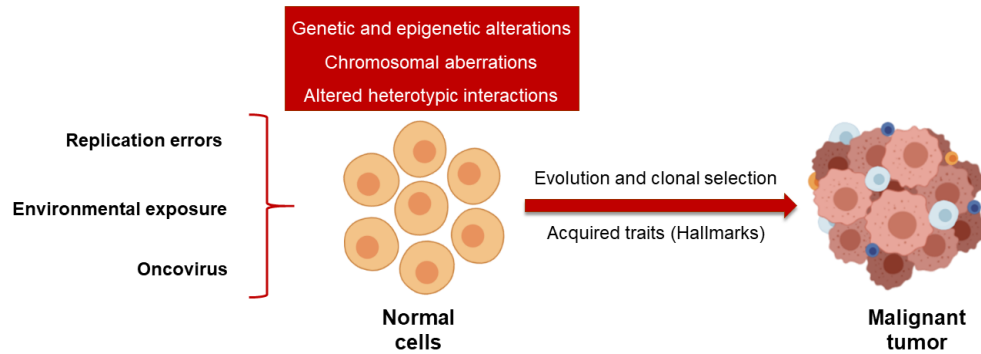 Genetic and epigenetic alterations
Chromosomal aberrations
Altered heterotypic interactions
Replication errors
Environmental exposure
Oncovirus
Evolution and clonal selection
Acquired traits (Hallmarks)
Normal
cells
Malignant
tumor